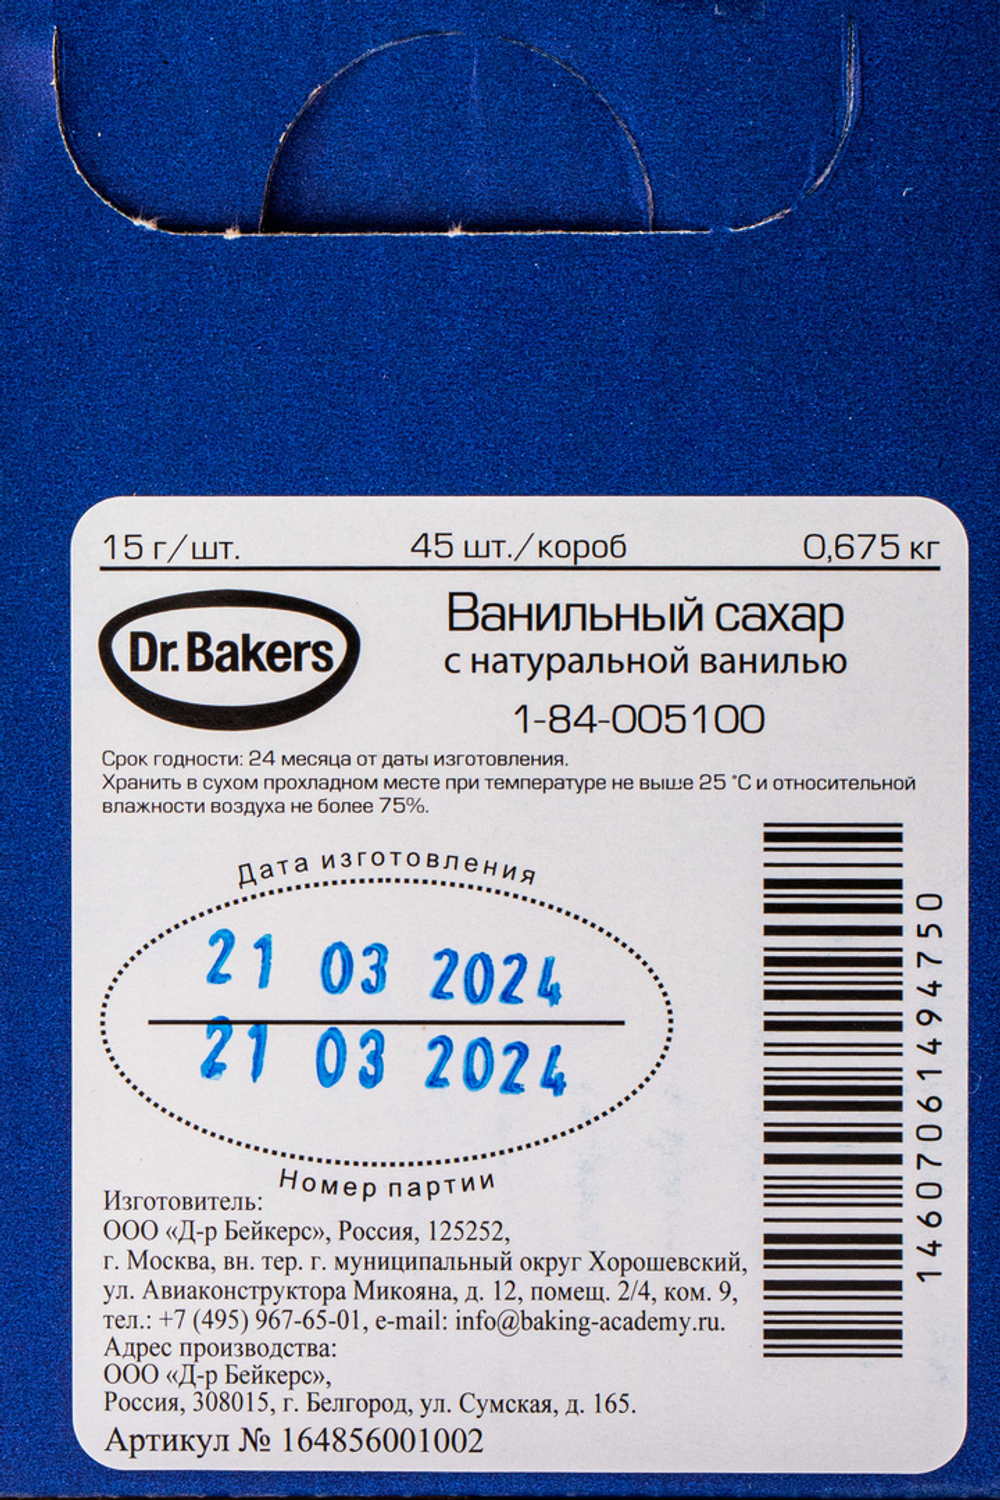 15 г/шт. 45 шт./короб 0,675 кг
Dr. Bakers
Ванильный сахар
с натуральной ванилью
1-84-005100
Срок годности: 24 месяца от даты изготовления.
Хранить в сухом прохладном месте при температуре не выше 25 °С и относительной
влажности воздуха не более 75%.
Дата изготовления
21 03 2024
21 03 2024
Номер партии
14607061494750
Изготовитель:
ООО «Д-р Бейкерс», Россия, 125252,
г. Москва, вн. тер. г. муниципальный округ Хорошевский,
ул. Авиаконструктора Микояна, д. 12, помещ. 2/4, ком. 9,
тел.: +7 (495) 967-65-01, e-mail: info@baking-academy.ru.
Адрес производства:
ООО «Д-р Бейкерс»,
Россия, 308015, г. Белгород, ул. Сумская, д. 165.
Артикул № 164856001002